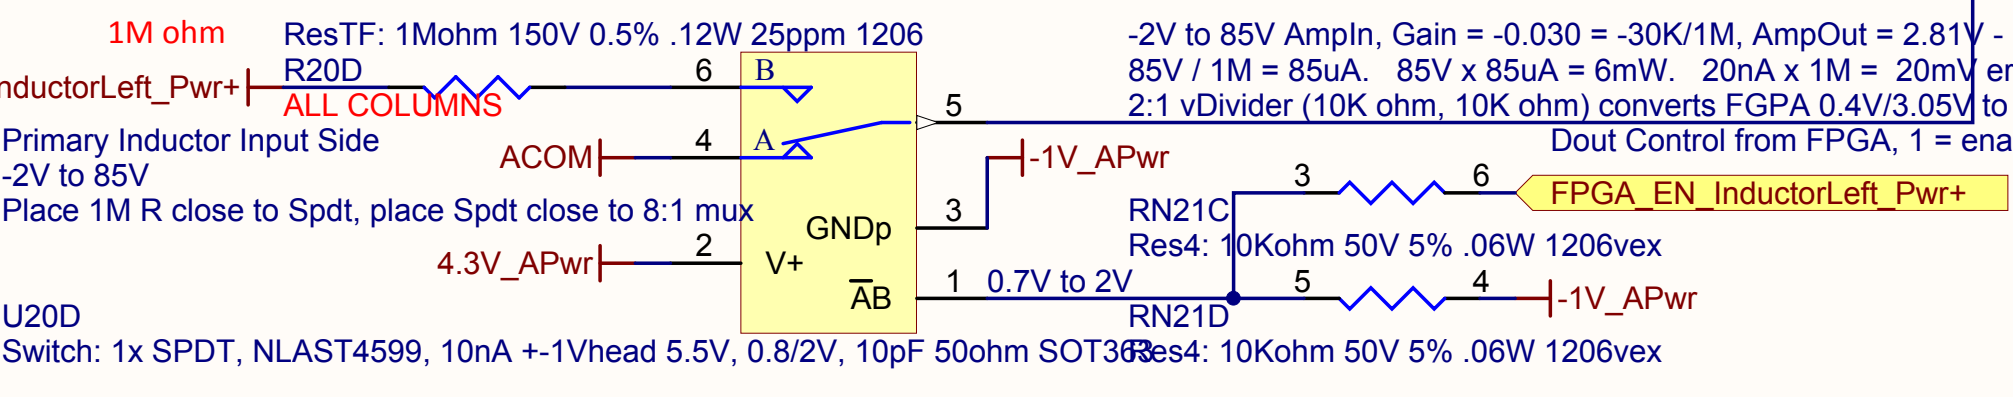 1M ohm
ResTF: 1Mohm 150V 0.5% .12W 25ppm 1206
-2V to 85V AmpIn, Gain = -0.030 = -30K/1M, AmpOut = 2.81V -
R20D
6
B
85V / 1M = 85uA. 85V x 85uA = 6mW. 20nA x 1M = 20mV er
nductorLeft_Pwr+
ALL COLUMNS
5
2:1 vDivider (10K ohm, 10K ohm) converts FGPA 0.4V/3.05V to
Primary Inductor Input Side
4
A
Dout Control from FPGA, 1 = ena
ACOM
-1V_APwr
-2V to 85V
3
6
FPGA_EN_InductorLeft_Pwr+
Place 1M R close to Spdt, place Spdt close to 8:1 mux
3
RN21C
GNDp
2
Res4: 10Kohm 50V 5% .06W 1206vex
4.3V_APwr
V+
1
0.7V to 2V
5
4
AB
-1V_APwr
U20D
RN21D
Switch: 1x SPDT, NLAST4599, 10nA +-1Vhead 5.5V, 0.8/2V, 10pF 50ohm SOT363
Res4: 10Kohm 50V 5% .06W 1206vex